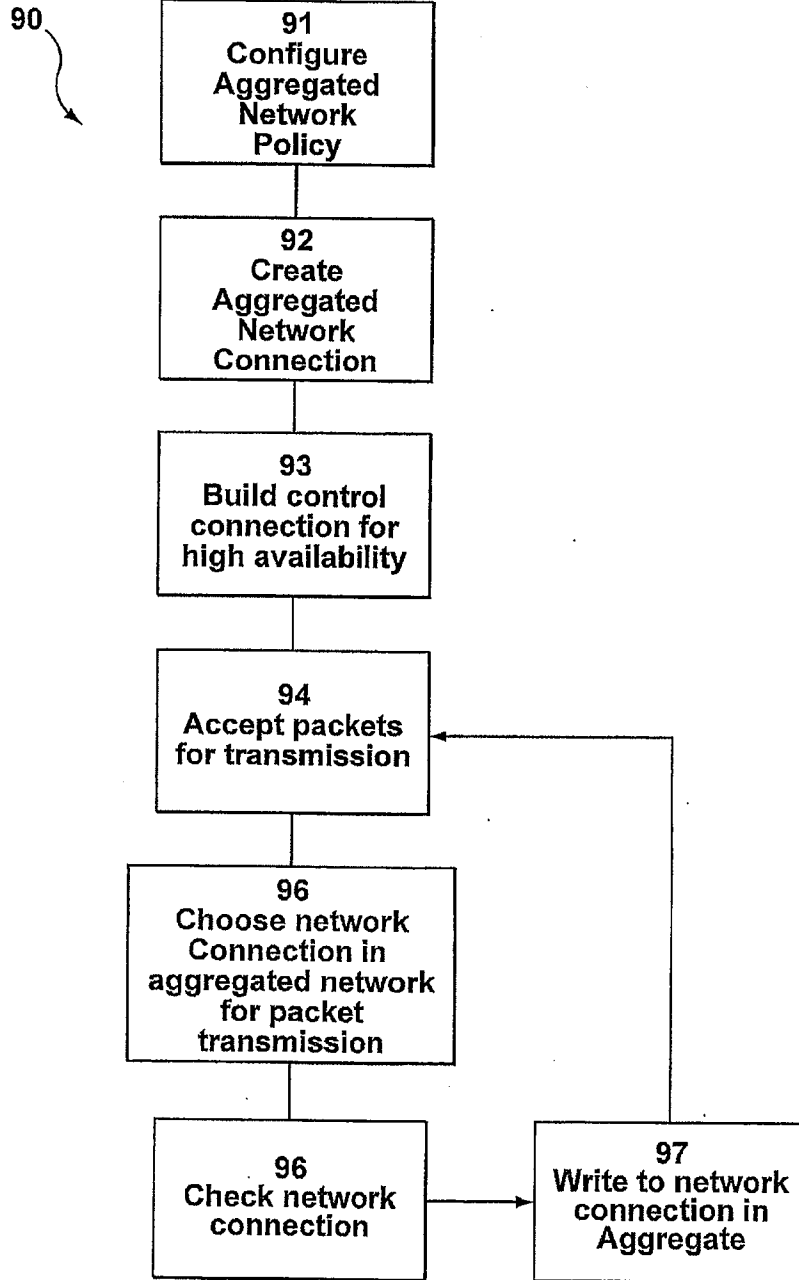 90
91
Configure
Aggregated
Network
Policy
92
Create
Aggregated
Network
Connection
93
Build control
connection for
high availability
94
Accept packets
for transmission
96
Choose network
Connection in
aggregated network
for packet
transmission
96
Check network
connection
97
Write to network
connection in
Aggregate